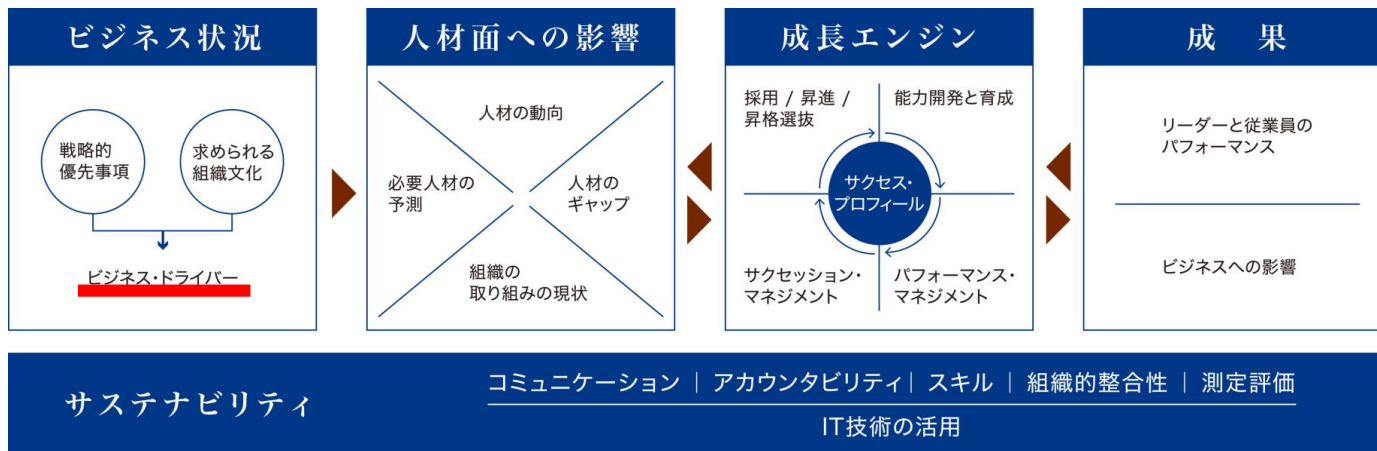 ビジネス状況
戦略的
優先事項
求められる
組織文化
ビジネス・ドライバー
人材面への影響
人材の動向
必要人材の
予測
人材の
ギャップ
組織の
取り組みの現状
成長エンジン
採用 / 昇進 /
昇格選抜
能力開発と育成
サクセス・
プロフィール
サクセッション・
マネジメント
パフォーマンス・
マネジメント
成　果
リーダーと従業員の
パフォーマンス
ビジネスへの影響
サステナビリティ
コミュニケーション | アカウンタビリティ | スキル | 組織的整合性 | 測定評価
IT技術の活用